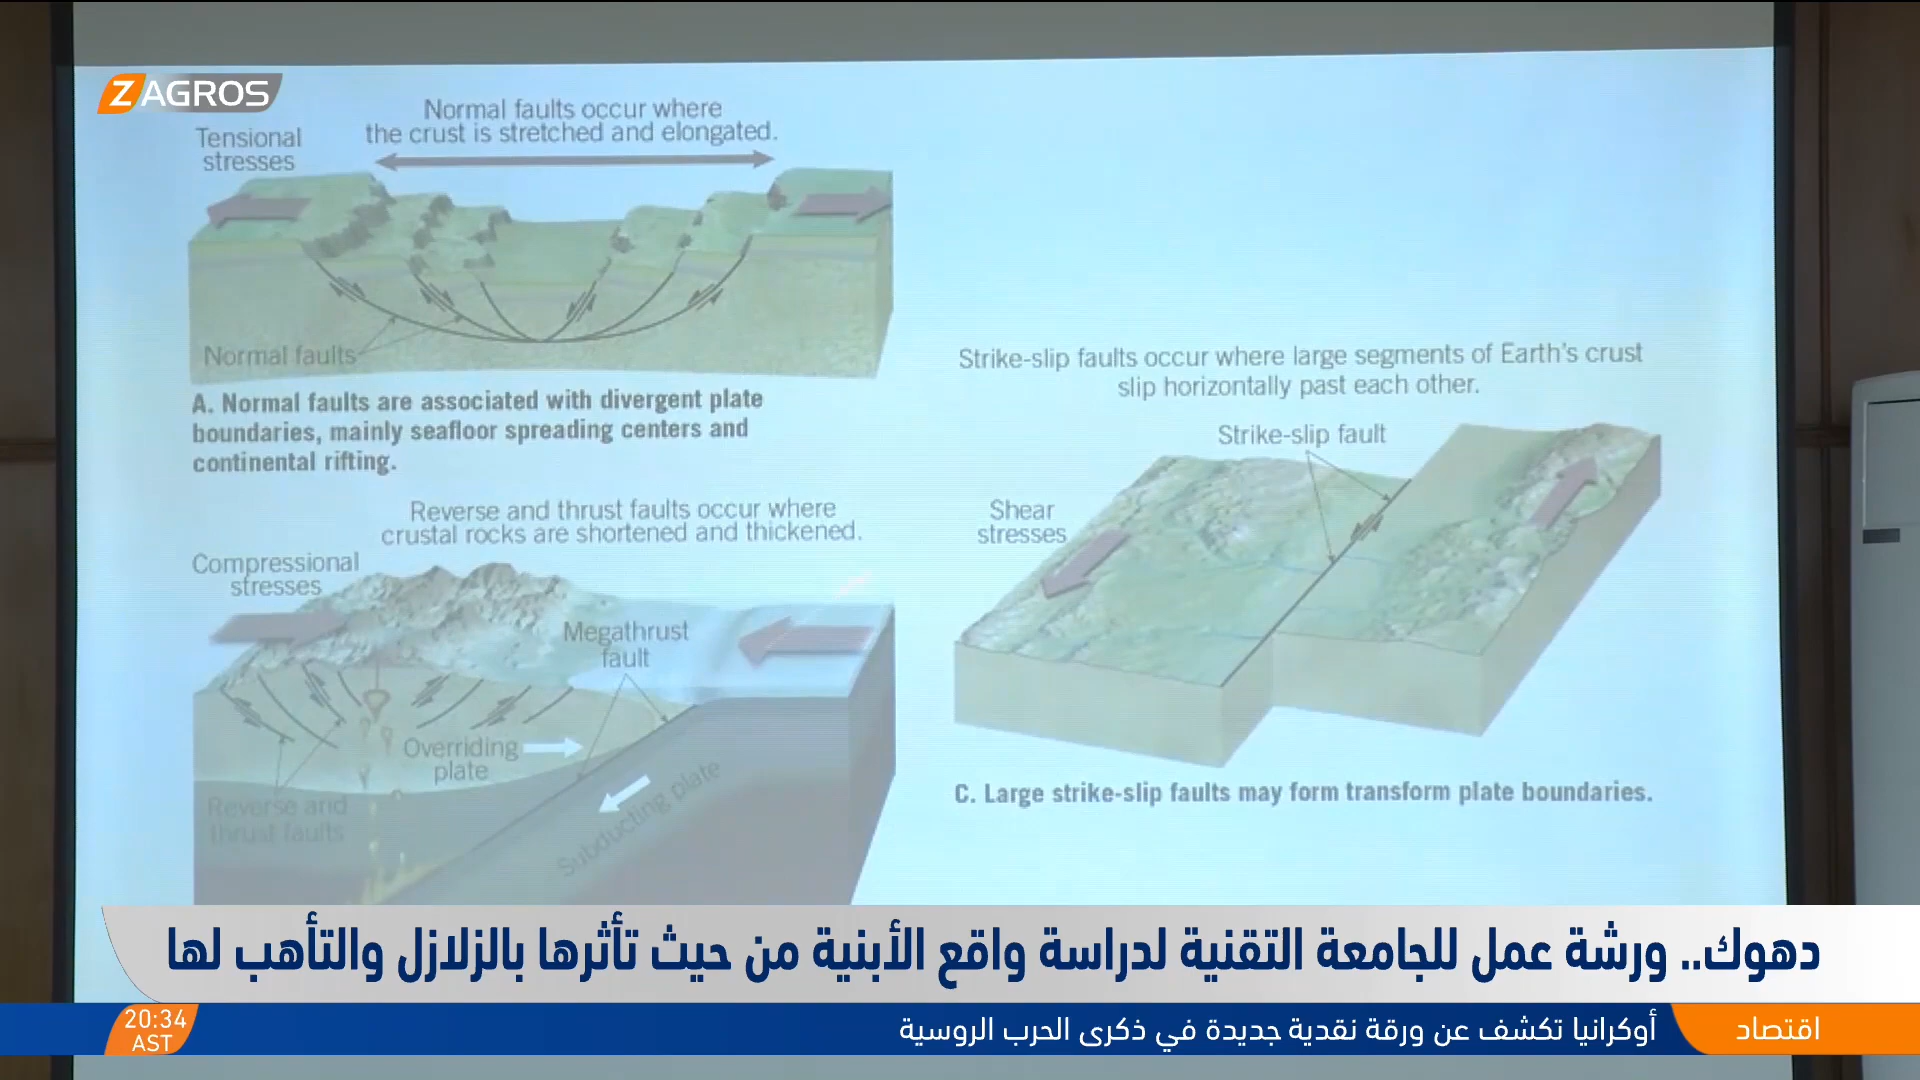 ZAGROS
Normal faults occur where
the crust is stretched and elongated.
Tensional
stresses
Normal faults
A. Normal faults are associated with divergent plate
boundaries, mainly seafloor spreading centers and
continental rifting.
Reverse and thrust faults occur where
crustal rocks are shortened and thickened.
Compressional
stresses
Megathrust
fault
Overriding
plate
Reverse and
thrust faults
Subducting plate
Strike-slip faults occur where large segments of Earth's crust
slip horizontally past each other.
Strike-slip fault
Shear
stresses
C. Large strike-slip faults may form transform plate boundaries.
دهوك.. ورشة عمل للجامعة التقنية لدراسة واقع الأبنية من حيث تأثرها بالزلازل والتأهب لها
اقتصاد
أوكرانيا تكشف عن ورقة نقدية جديدة في ذكرى الحرب الروسية
20:34
AST